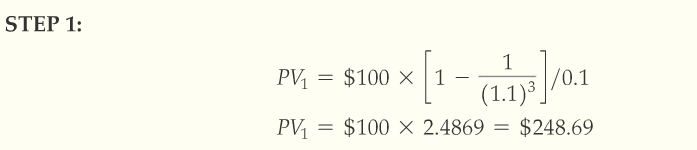 STEP 1:
PV₁ = $100 × [1 − 1/(1.1)³]/0.1
PV₁ = $100 × 2.4869 = $248.69